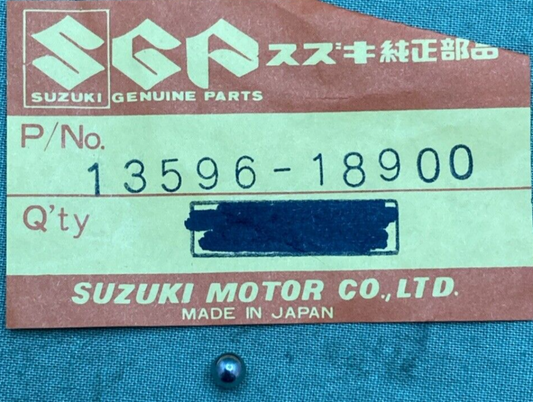 SGP スズキ純正部品
SUZUKI GENUINE PARTS
P/No.
13596-18900
Q'ty
SUZUKI MOTOR CO., LTD.
MADE IN JAPAN